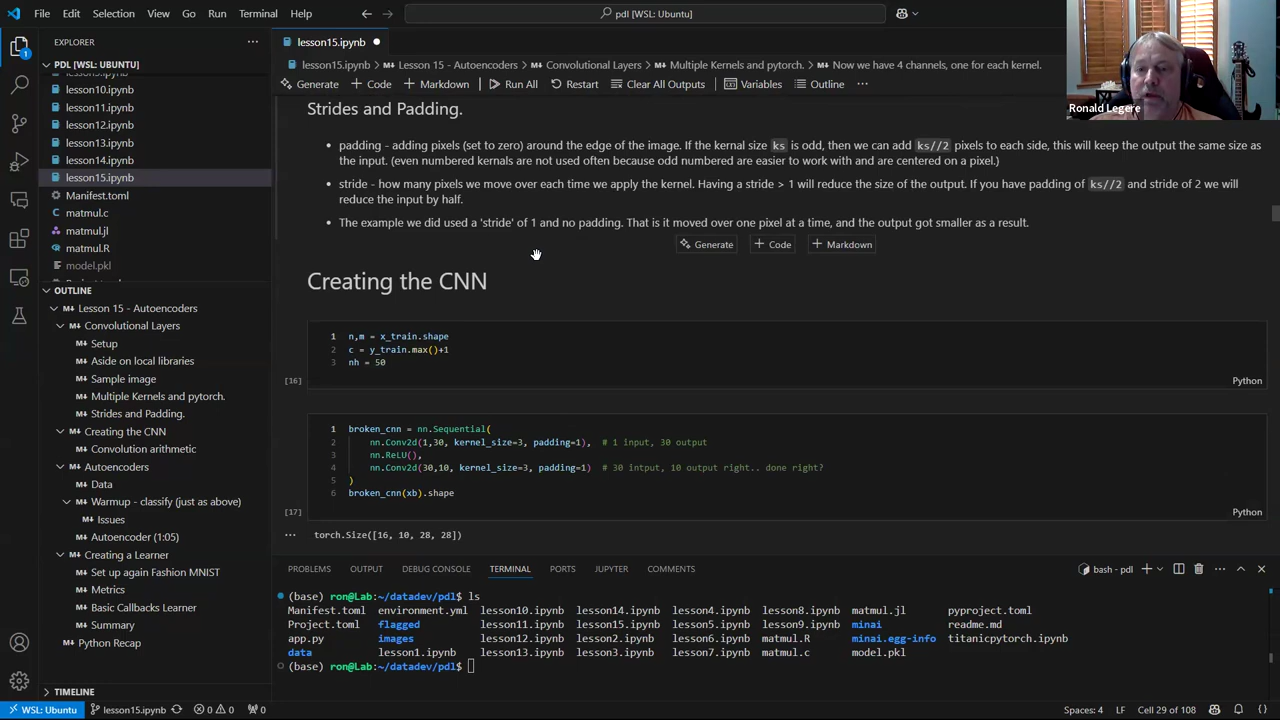 File Edit Selection View Go Run Terminal Help
pdl [WSL: Ubuntu]
EXPLORER
PDL [WSL: UBUNTU]
lesson10.ipynb
lesson11.ipynb
lesson12.ipynb
lesson13.ipynb
lesson14.ipynb
lesson15.ipynb
Manifest.toml
matmul.c
matmul.jl
matmul.R
model.pkl
OUTLINE
Lesson 15 - Autoencoders
Convolutional Layers
Setup
Aside on local libraries
Sample image
Multiple Kernels and pytorch.
Strides and Padding.
Creating the CNN
Convolution arithmetic
Autoencoders
Data
Warmup - classify (just as above)
Issues
Autoencoder (1:05)
Creating a Learner
Set up again Fashion MNIST
Metrics
Basic Callbacks Learner
Summary
Python Recap
TIMELINE
lesson15.ipynb
lesson15.ipynb > Lesson 15 - Autoencoders > Convolutional Layers > Multiple Kernels and pytorch. > Now we have 4 channels, one for each kernel.
Generate + Code + Markdown Run All Restart Clear All Outputs Variables Outline ...
Ronald Legere
Strides and Padding.
• padding - adding pixels (set to zero) around the edge of the image. If the kernal size ks is odd, then we can add ks//2 pixels to each side, this will keep the output the same size as
the input. (even numbered kernals are not used often because odd numbered are easier to work with and are centered on a pixel.)
• stride - how many pixels we move over each time we apply the kernel. Having a stride > 1 will reduce the size of the output. If you have padding of ks//2 and stride of 2 we will
reduce the input by half.
• The example we did used a 'stride' of 1 and no padding. That is it moved over one pixel at a time, and the output got smaller as a result.
Generate + Code + Markdown
Creating the CNN
1 n,m = x_train.shape
2 c = y_train.max()+1
3 nh = 50
[16] Python
1 broken_cnn = nn.Sequential(
2 nn.Conv2d(1,30, kernel_size=3, padding=1), # 1 input, 30 output
3 nn.ReLU(),
4 nn.Conv2d(30,10, kernel_size=3, padding=1) # 30 intput, 10 output right.. done right?
5 )
6 broken_cnn(xb).shape
[17] Python
... torch.Size([16, 10, 28, 28])
PROBLEMS OUTPUT DEBUG CONSOLE TERMINAL PORTS JUPYTER COMMENTS
bash - pdl
(base) ron@Lab:~/datadev/pdl$ ls
Manifest.toml environment.yml lesson10.ipynb lesson14.ipynb lesson4.ipynb lesson8.ipynb matmul.jl pyproject.toml
Project.toml flagged lesson11.ipynb lesson15.ipynb lesson5.ipynb lesson9.ipynb minai readme.md
app.py images lesson12.ipynb lesson2.ipynb lesson6.ipynb matmul.R minai.egg-info titanicpytorch.ipynb
data lesson1.ipynb lesson13.ipynb lesson3.ipynb lesson7.ipynb matmul.c model.pkl
(base) ron@Lab:~/datadev/pdl$
WSL: Ubuntu lesson15.ipynb 0 0 0 Spaces: 4 LF Cell 29 of 108